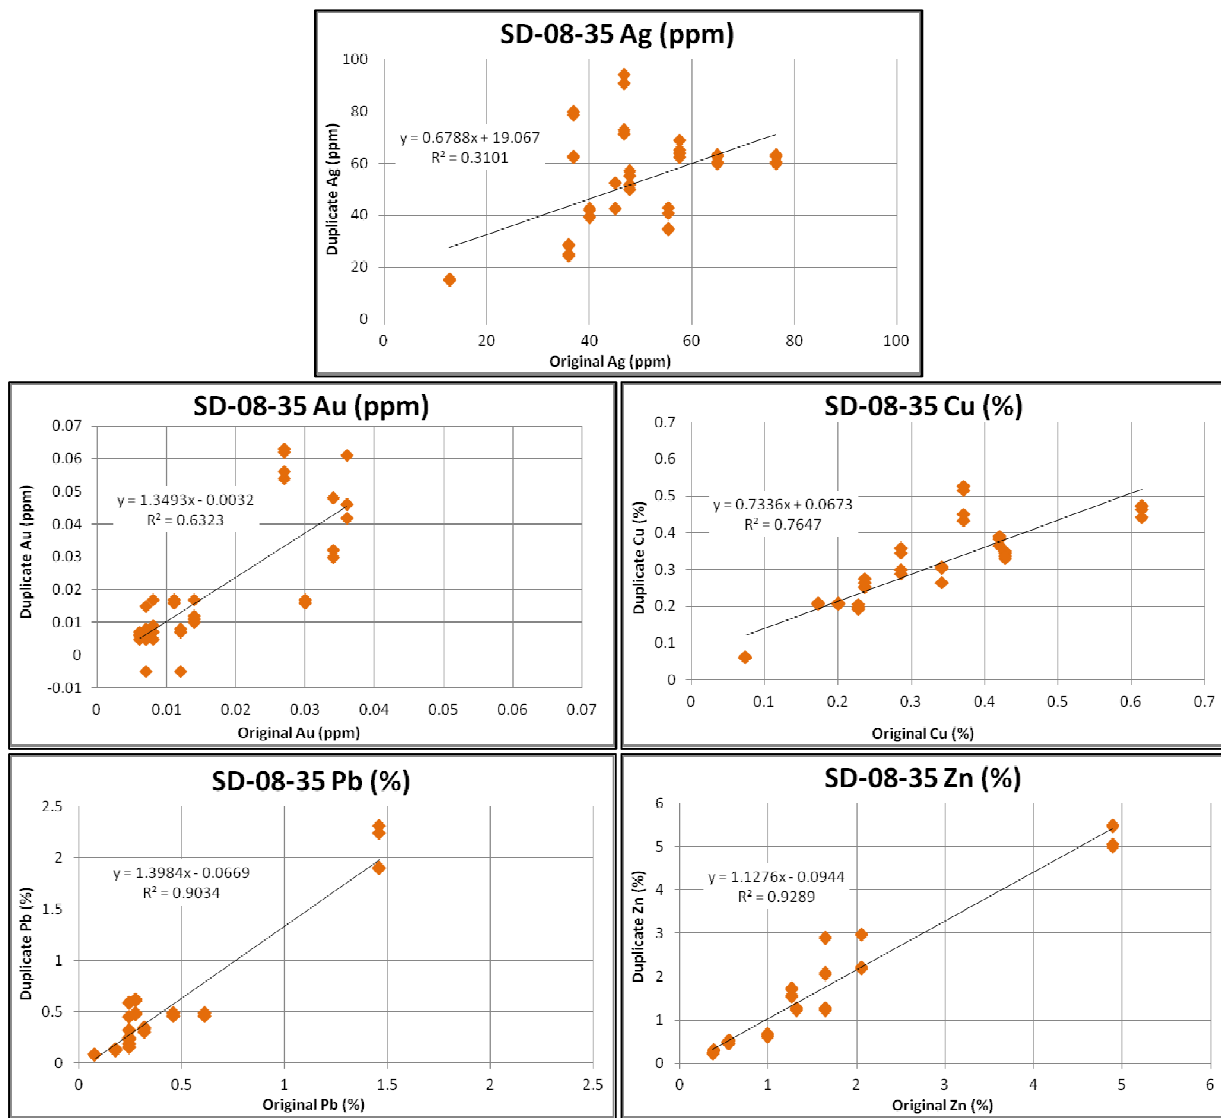 SD-08-35 Ag (ppm)
100
80
60
40
20
0
Duplicate Ag (ppm)
y = 0.6788x + 19.067
R² = 0.3101
0 20 40 60 80 100
Original Ag (ppm)
SD-08-35 Au (ppm)
0.07
0.06
0.05
0.04
0.03
0.02
0.01
0
-0.01
Duplicate Au (ppm)
y = 1.3493x - 0.0032
R² = 0.6323
0 0.01 0.02 0.03 0.04 0.05 0.06 0.07
Original Au (ppm)
SD-08-35 Cu (%)
0.7
0.6
0.5
0.4
0.3
0.2
0.1
0
Duplicate Cu (%)
y = 0.7336x + 0.0673
R² = 0.7647
0 0.1 0.2 0.3 0.4 0.5 0.6 0.7
Original Cu (%)
SD-08-35 Pb (%)
2.5
2
1.5
1
0.5
0
Duplicate Pb (%)
y = 1.3984x - 0.0669
R² = 0.9034
0 0.5 1 1.5 2 2.5
Original Pb (%)
SD-08-35 Zn (%)
6
5
4
3
2
1
0
Duplicate Zn (%)
y = 1.1276x - 0.0944
R² = 0.9289
0 1 2 3 4 5 6
Original Zn (%)